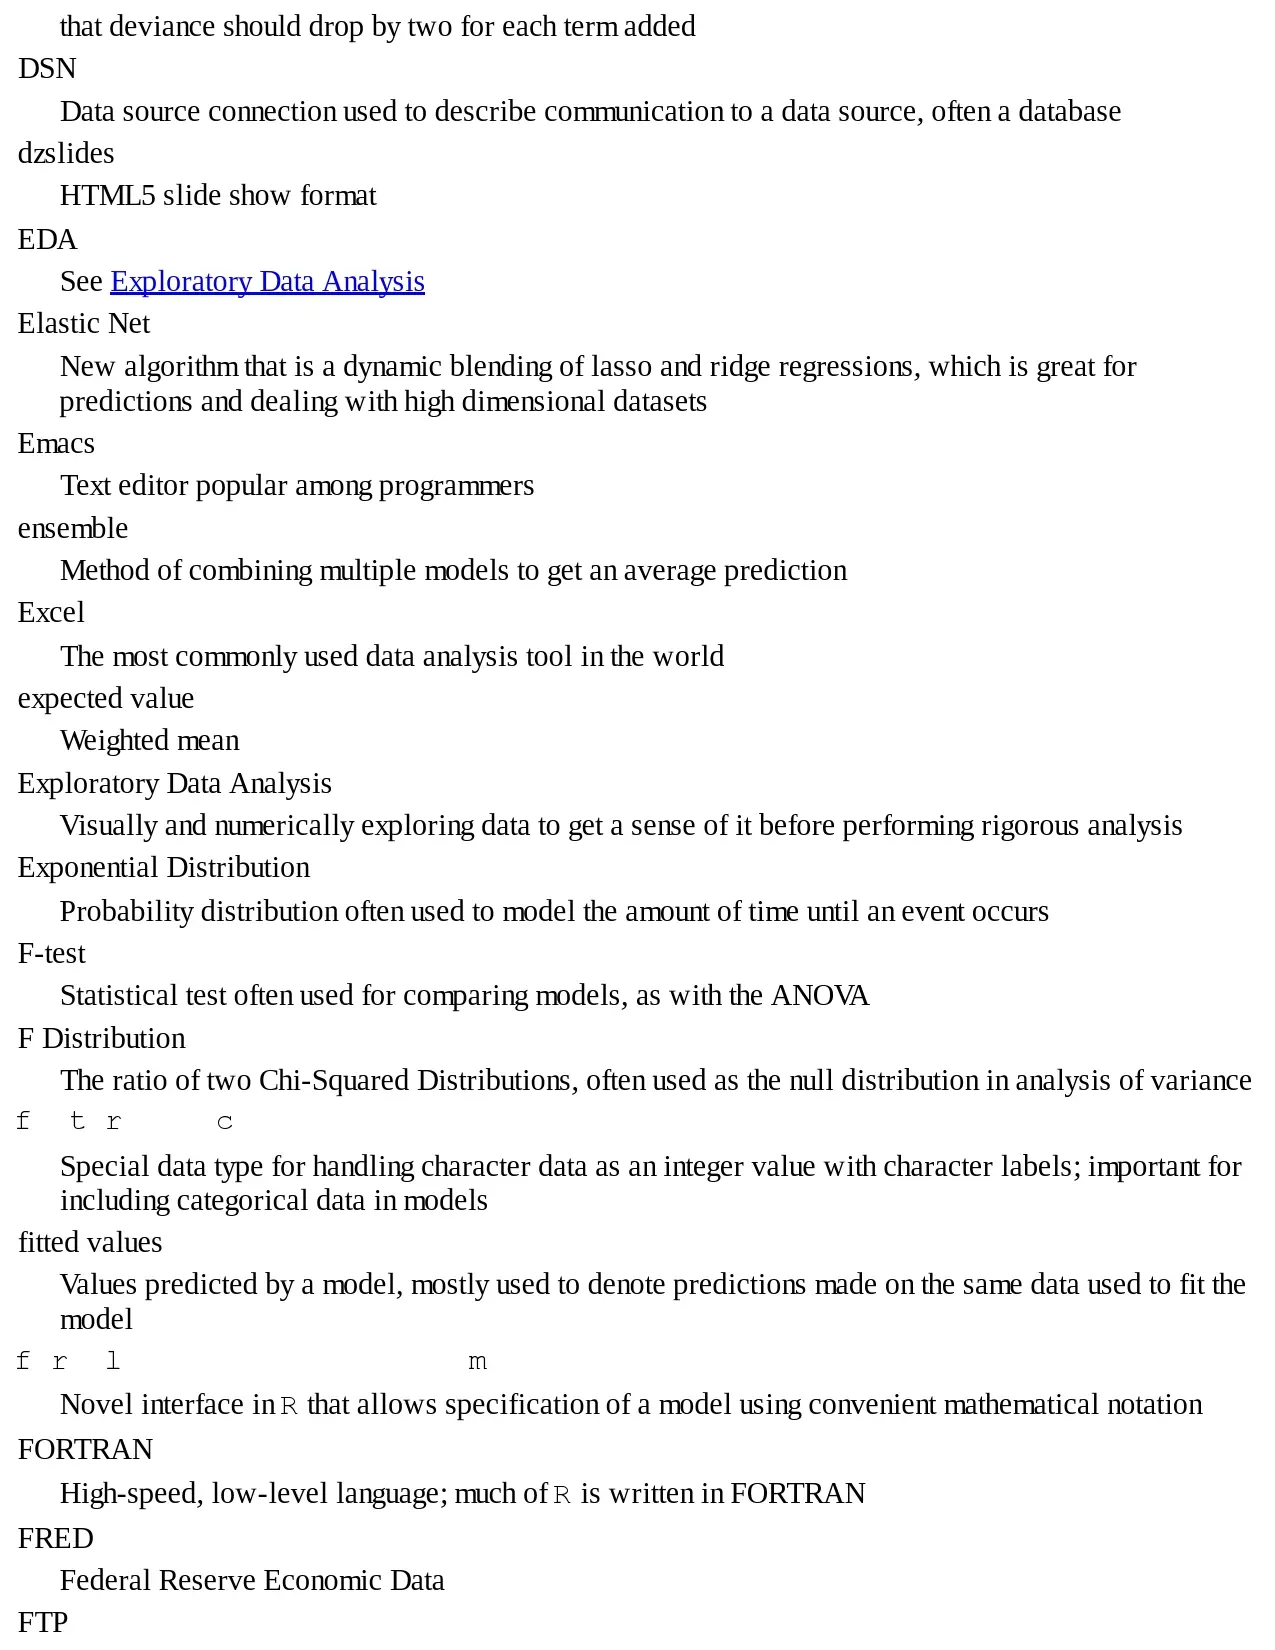 that deviance should drop by two for each term added
DSN
Data source connection used to describe communication to a data source, often a database
dzslides
HTML5 slide show format
EDA
See Exploratory Data Analysis
Elastic Net
New algorithm that is a dynamic blending of lasso and ridge regressions, which is great for
predictions and dealing with high dimensional datasets
Emacs
Text editor popular among programmers
ensemble
Method of combining multiple models to get an average prediction
Excel
The most commonly used data analysis tool in the world
expected value
Weighted mean
Exploratory Data Analysis
Visually and numerically exploring data to get a sense of it before performing rigorous analysis
Exponential Distribution
Probability distribution often used to model the amount of time until an event occurs
F-test
Statistical test often used for comparing models, as with the ANOVA
F Distribution
The ratio of two Chi-Squared Distributions, often used as the null distribution in analysis of variance
f t r c
Special data type for handling character data as an integer value with character labels; important for
including categorical data in models
fitted values
Values predicted by a model, mostly used to denote predictions made on the same data used to fit the
model
f r l m
Novel interface in R that allows specification of a model using convenient mathematical notation
FORTRAN
High-speed, low-level language; much of R is written in FORTRAN
FRED
Federal Reserve Economic Data
FTP